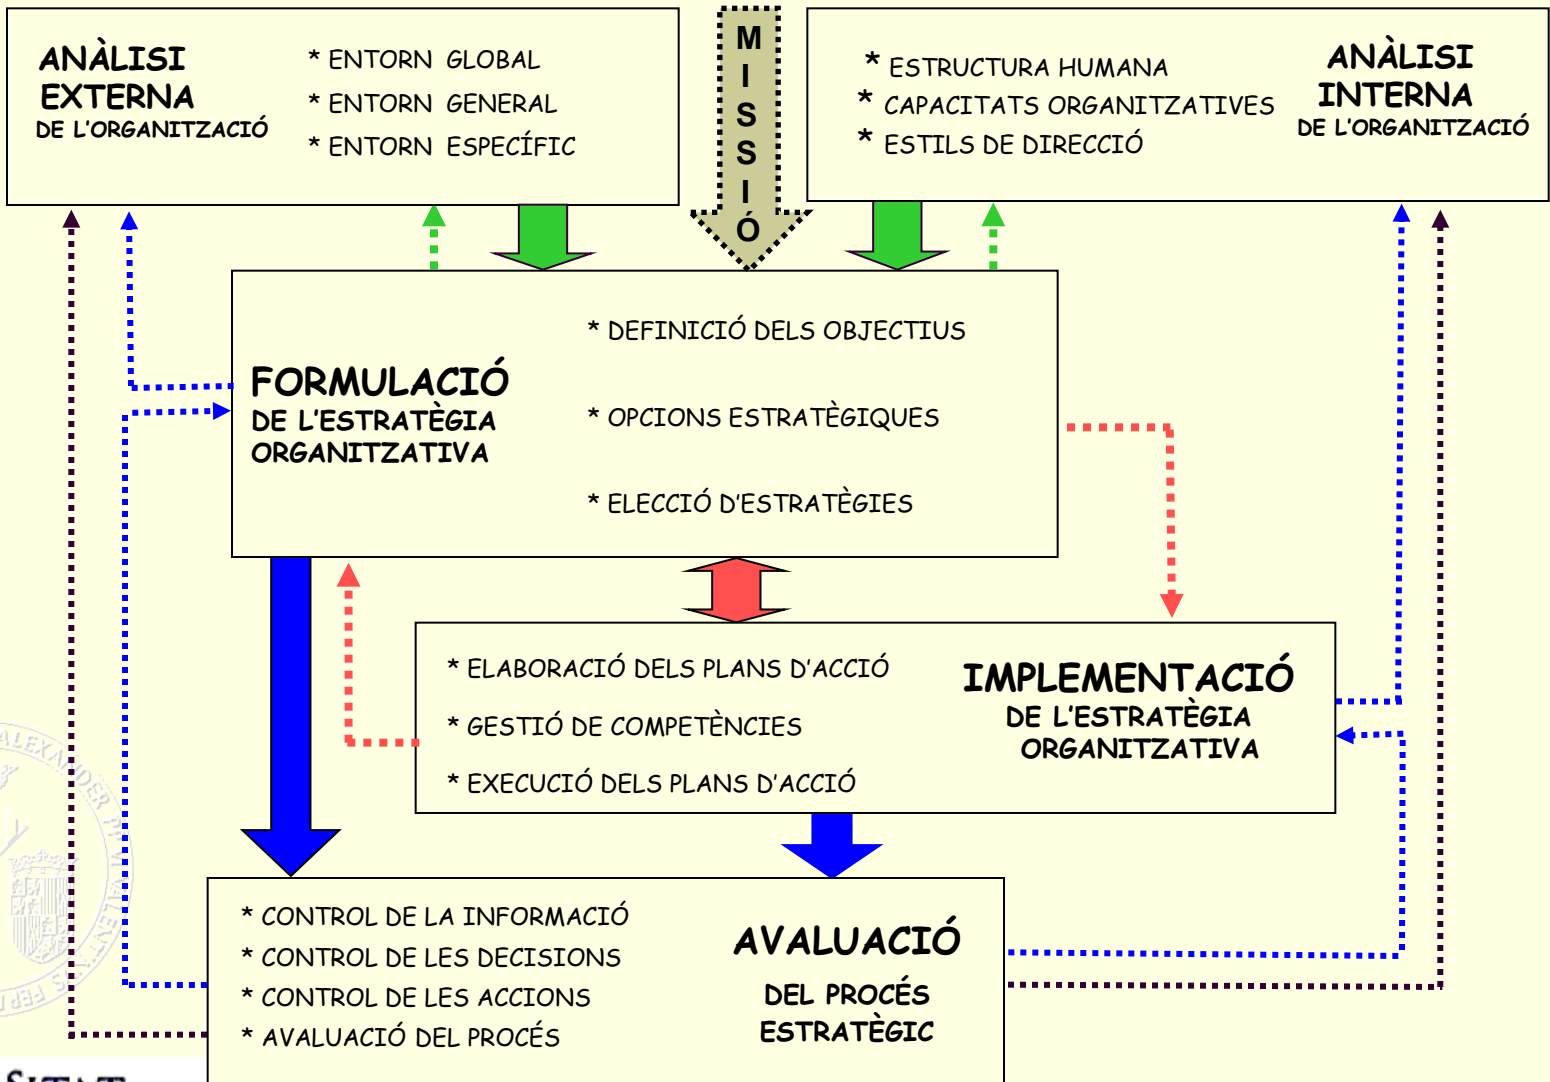 ANÀLISI
EXTERNA
DE L'ORGANITZACIÓ
* ENTORN GLOBAL
* ENTORN GENERAL
* ENTORN ESPECÍFIC
MISSIÓ
* ESTRUCTURA HUMANA
* CAPACITATS ORGANITZATIVES
* ESTILS DE DIRECCIÓ
ANÀLISI
INTERNA
DE L'ORGANITZACIÓ
FORMULACIÓ
DE L'ESTRATÈGIA
ORGANITZATIVA
* DEFINICIÓ DELS OBJECTIUS
* OPCIONS ESTRATÈGIQUES
* ELECCIÓ D'ESTRATÈGIES
* ELABORACIÓ DELS PLANS D'ACCIÓ
* GESTIÓ DE COMPETÈNCIES
* EXECUCIÓ DELS PLANS D'ACCIÓ
IMPLEMENTACIÓ
DE L'ESTRATÈGIA
ORGANITZATIVA
* CONTROL DE LA INFORMACIÓ
* CONTROL DE LES DECISIONS
* CONTROL DE LES ACCIONS
* AVALUACIÓ DEL PROCÉS
AVALUACIÓ
DEL PROCÉS
ESTRATÈGIC